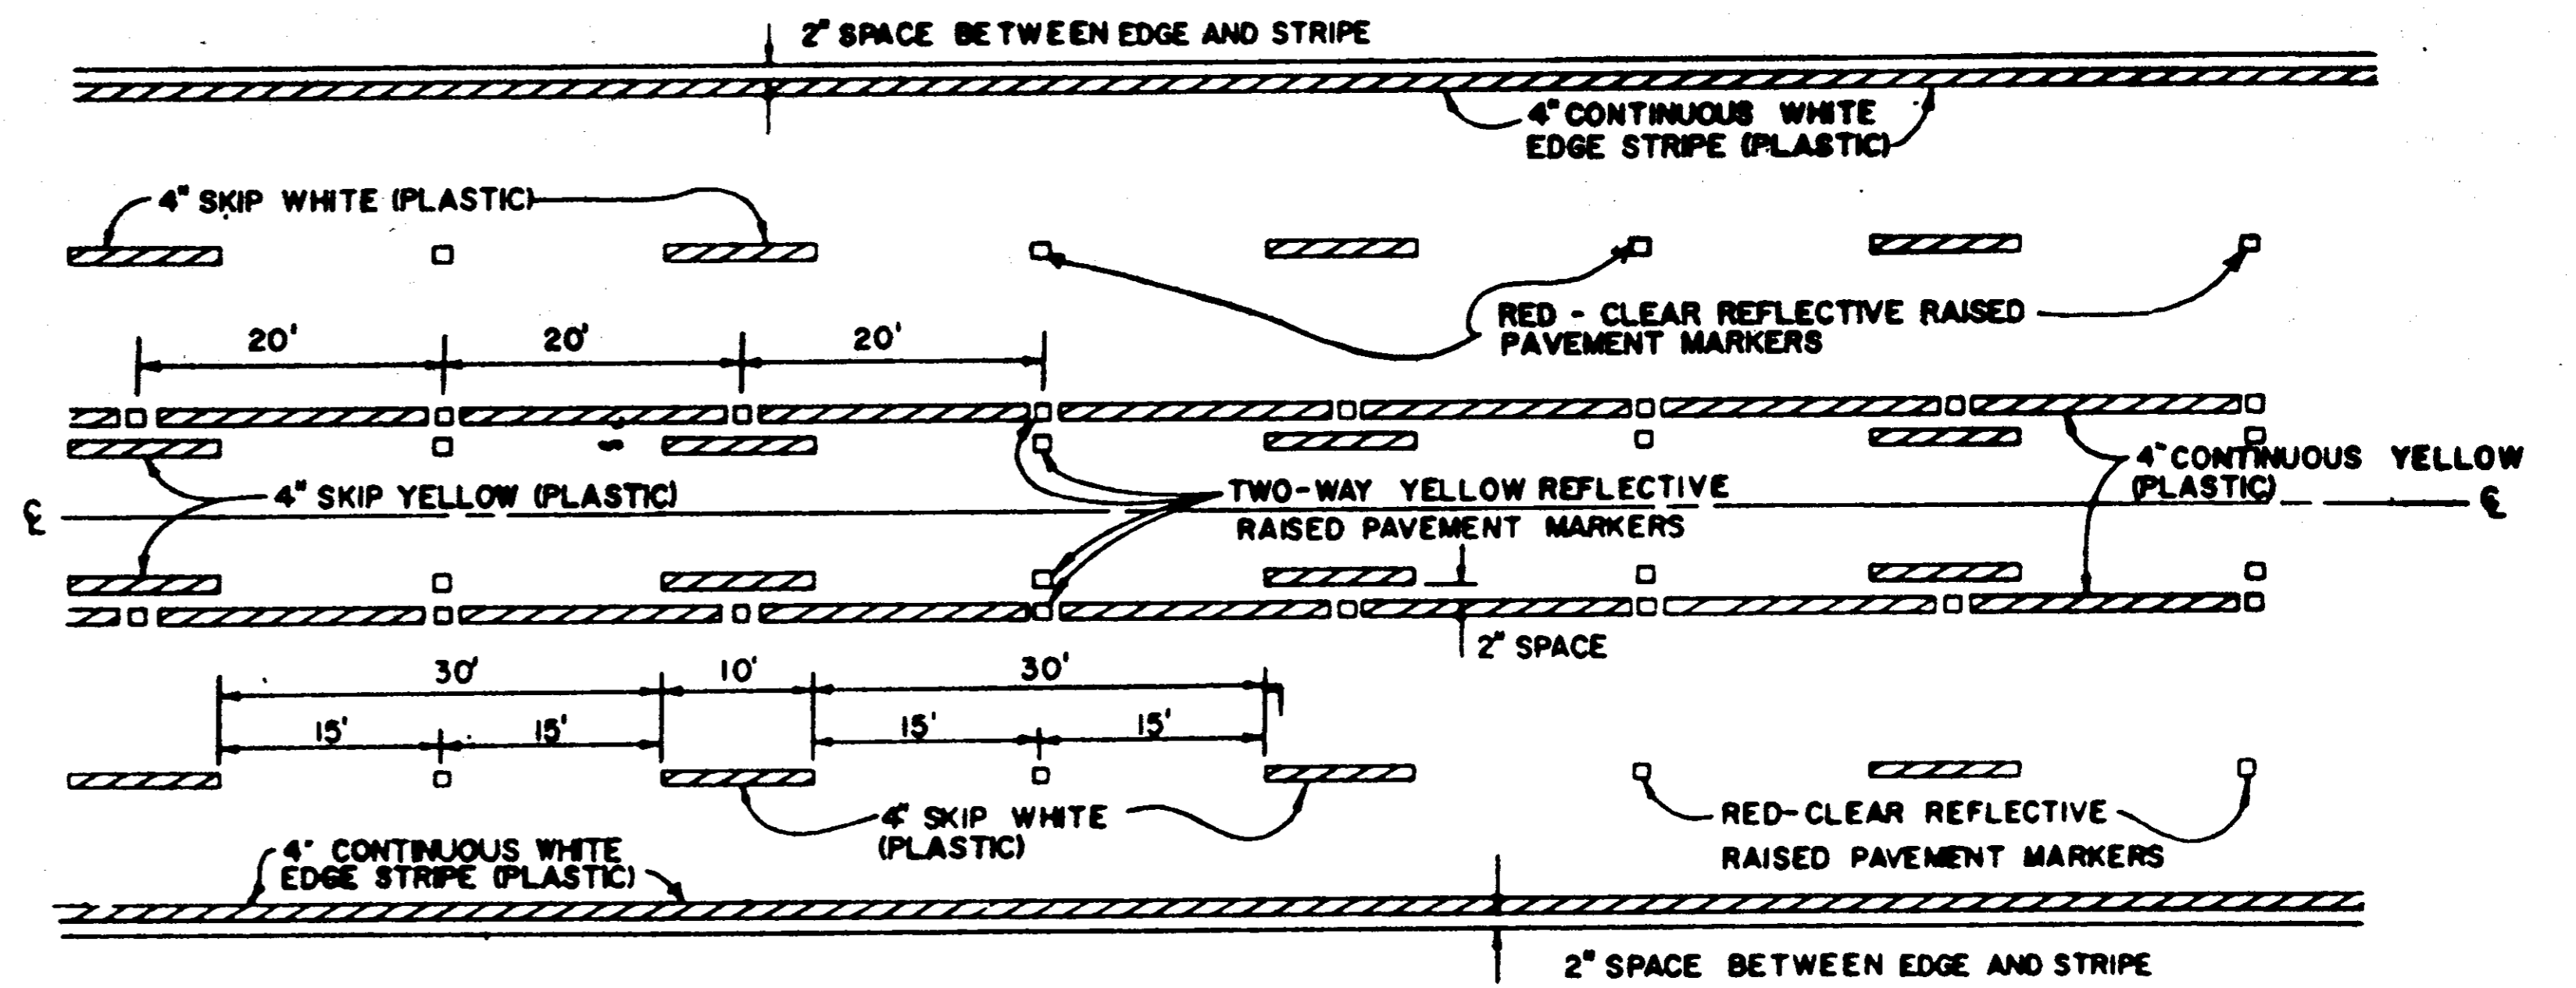 2" SPACE BETWEEN EDGE AND STRIPE
4" CONTINUOUS WHITE
EDGE STRIPE (PLASTIC)
4" SKIP WHITE (PLASTIC)
RED - CLEAR REFLECTIVE RAISED
PAVEMENT MARKERS
20' 20' 20'
4" CONTINUOUS YELLOW
(PLASTIC)
4" SKIP YELLOW (PLASTIC)
TWO-WAY YELLOW REFLECTIVE
RAISED PAVEMENT MARKERS
℄ ℄
2" SPACE
30' 10' 30'
15' 15' 15' 15'
4" SKIP WHITE
(PLASTIC)
RED-CLEAR REFLECTIVE
RAISED PAVEMENT MARKERS
4' CONTINUOUS WHITE
EDGE STRIPE (PLASTIC)
2" SPACE BETWEEN EDGE AND STRIPE